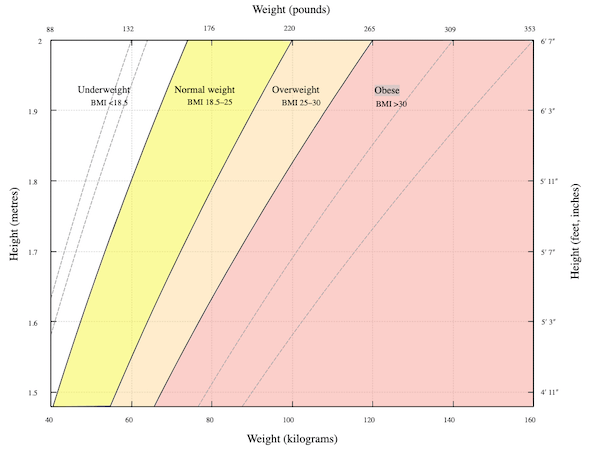 Weight (pounds)
88 132 176 220 265 309 353
2 6' 7"
Underweight Normal weight Overweight Obese
BMI <18.5 BMI 18.5–25 BMI 25–30 BMI >30
1.9 6' 3"
1.8 5' 11"
Height (metres) Height (feet, inches)
1.7 5' 7"
1.6 5' 3"
1.5 4' 11"
40 60 80 100 120 140 160
Weight (kilograms)